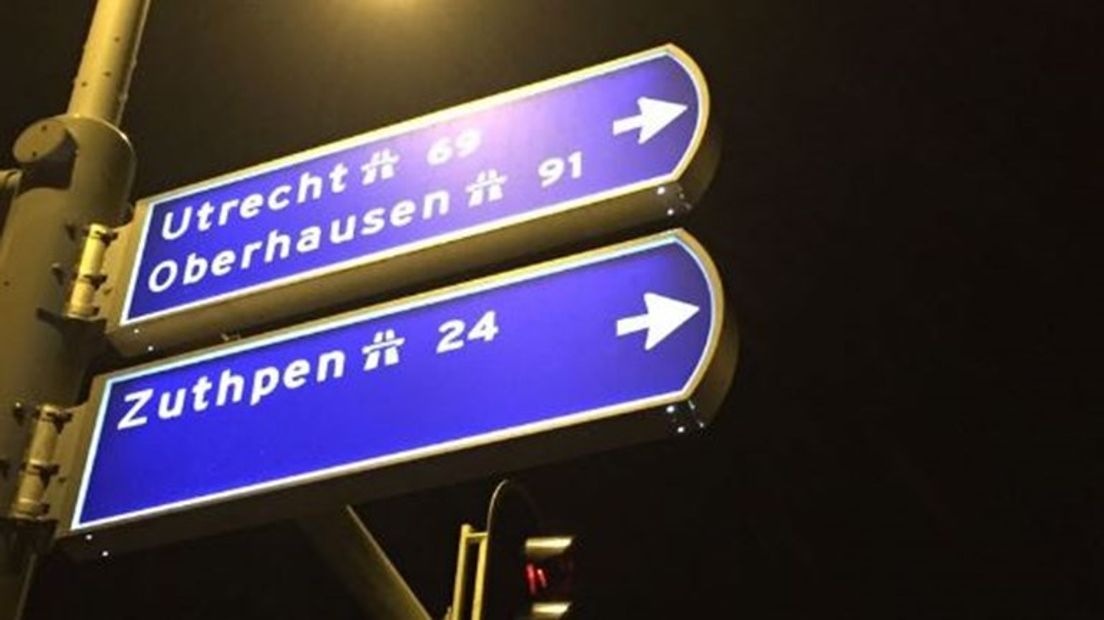 Utrecht 69
Oberhausen 91
Zuthpen 24